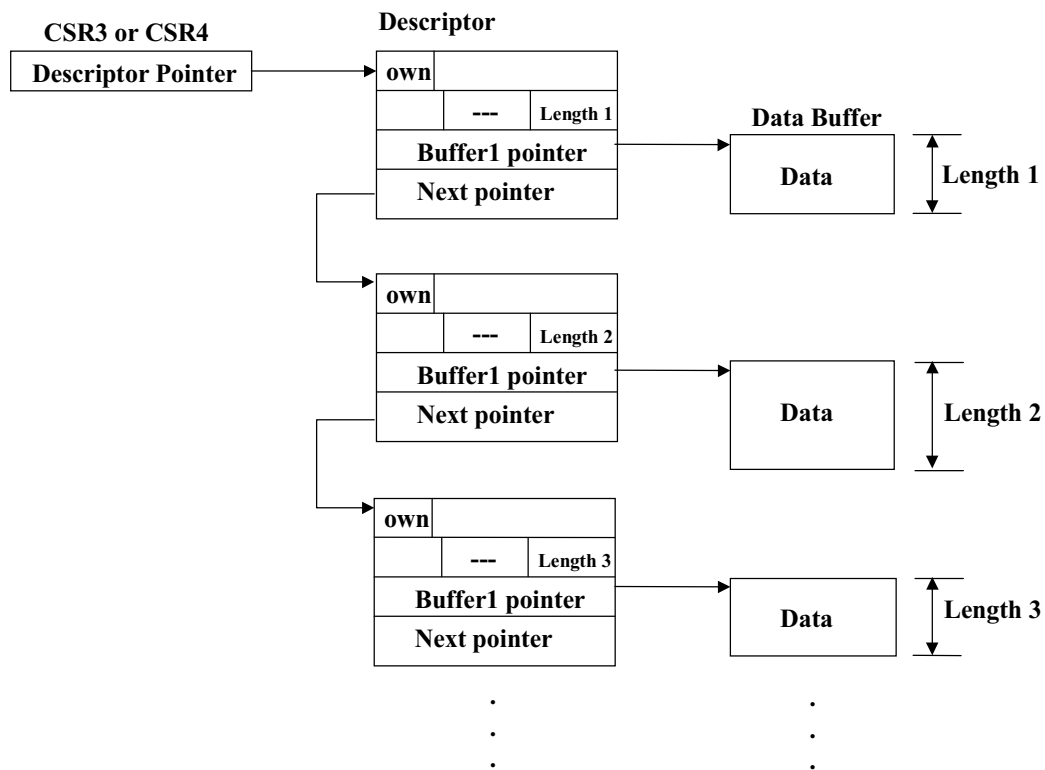 CSR3 or CSR4
Descriptor Pointer
Descriptor
own
--- Length 1
Buffer1 pointer
Next pointer
Data Buffer
Data
Length 1
own
--- Length 2
Buffer1 pointer
Next pointer
Data
Length 2
own
--- Length 3
Buffer1 pointer
Next pointer
Data
Length 3
. .
. .
. .